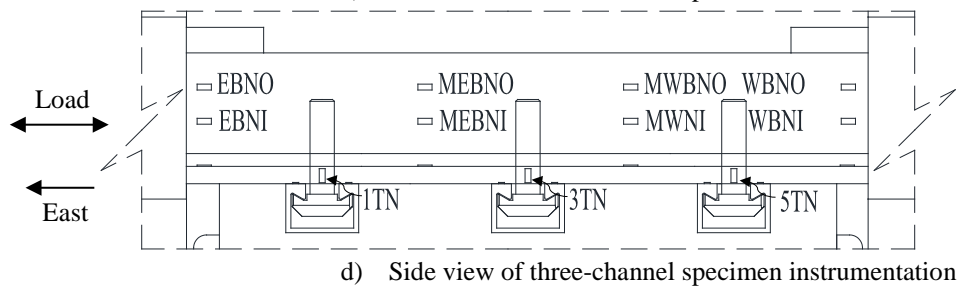 EBNO MEBNO MWBNO WBNO
Load
EBNI MEBNI MWNI WBNI
East
1TN 3TN 5TN
d) Side view of three-channel specimen instrumentation